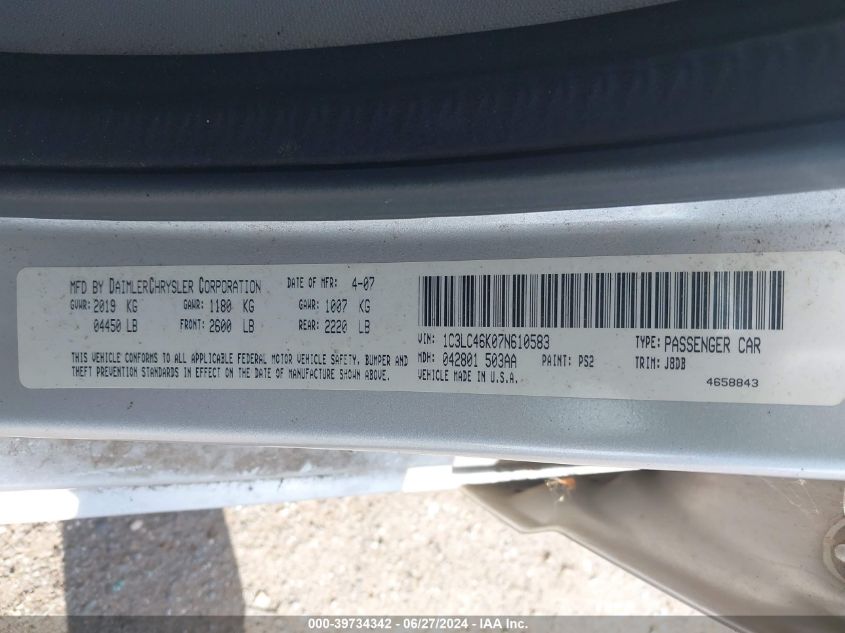 MFD BY DAIMLERCHRYSLER CORPORATION DATE OF MFR: 4-07
GVWR: 2019 KG GAWR: 1180 KG GAWR: 1007 KG
04450 LB FRONT: 2600 LB REAR: 2220 LB
THIS VEHICLE CONFORMS TO ALL APPLICABLE FEDERAL MOTOR VEHICLE SAFETY, BUMPER AND
THEFT PREVENTION STANDARDS IN EFFECT ON THE DATE OF MANUFACTURE SHOWN ABOVE.
VIN: 1C3LC46K07N610583 TYPE: PASSENGER CAR
MDH: 042801 503AA PAINT: PS2 TRIM: J8DB
VEHICLE MADE IN U.S.A.
4658843
000-39734342 - 06/27/2024 - IAA Inc.